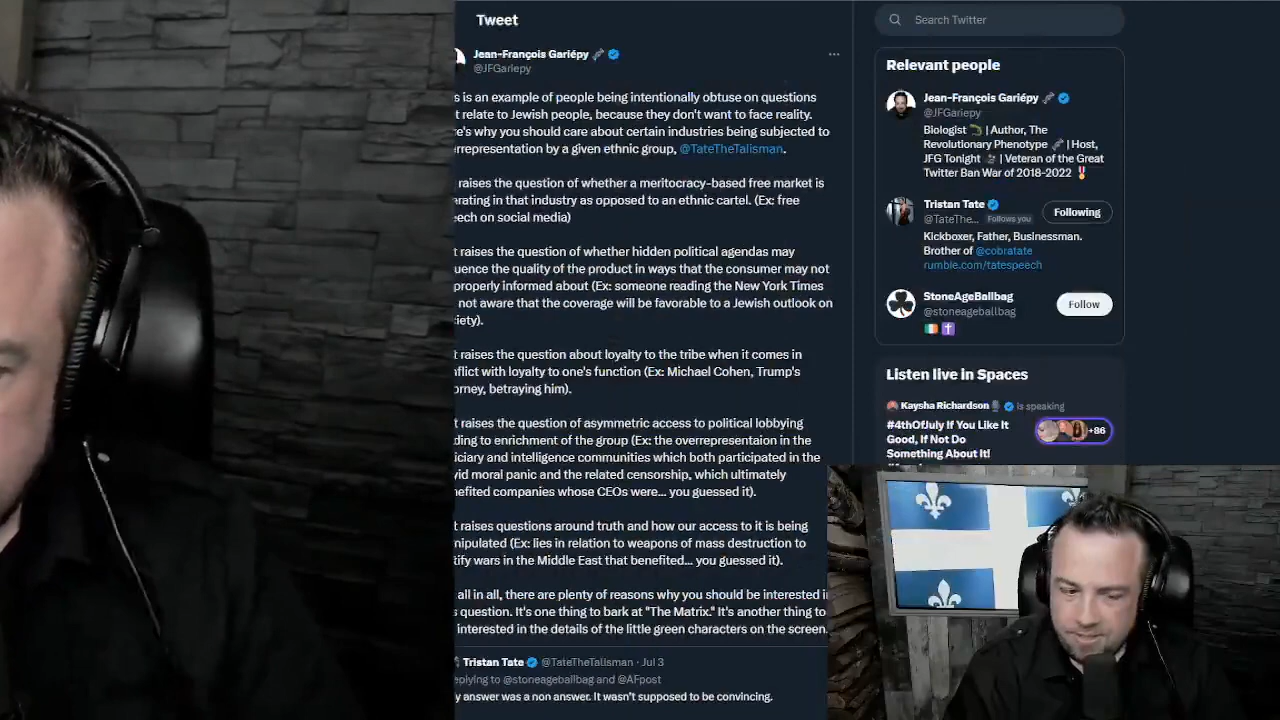 Tweet
Jean-François Gariépy
@JFGariepy
s is an example of people being intentionally obtuse on questions
t relate to Jewish people, because they don't want to face reality.
re's why you should care about certain industries being subjected to
rrepresentation by a given ethnic group, @TateTheTalisman.
raises the question of whether a meritocracy-based free market is
erating in that industry as opposed to an ethnic cartel. (Ex: free
eech on social media)
t raises the question of whether hidden political agendas may
uence the quality of the product in ways that the consumer may not
properly informed about (Ex: someone reading the New York Times
not aware that the coverage will be favorable to a Jewish outlook on
iety).
t raises the question about loyalty to the tribe when it comes in
nflict with loyalty to one's function (Ex: Michael Cohen, Trump's
orney, betraying him).
t raises the question of asymmetric access to political lobbying
ding to enrichment of the group (Ex: the overrepresentaion in the
iciary and intelligence communities which both participated in the
vid moral panic and the related censorship, which ultimately
nefited companies whose CEOs were... you guessed it).
t raises questions around truth and how our access to it is being
nipulated (Ex: lies in relation to weapons of mass destruction to
tify wars in the Middle East that benefited... you guessed it).
all in all, there are plenty of reasons why you should be interested i
s question. It's one thing to bark at "The Matrix." It's another thing to
interested in the details of the little green characters on the screen.
Tristan Tate @TateTheTalisman · Jul 3
eplying to @stoneageballbag and @AFpost
y answer was a non answer. It wasn't supposed to be convincing.
Search Twitter
Relevant people
Jean-François Gariépy
@JFGariepy
Biologist | Author, The
Revolutionary Phenotype | Host,
JFG Tonight | Veteran of the Great
Twitter Ban War of 2018-2022
Tristan Tate
@TateThe... Follows you
Following
Kickboxer, Father, Businessman.
Brother of @cobratate
rumble.com/tatespeech
StoneAgeBallbag
@stoneageballbag
Follow
Listen live in Spaces
Kaysha Richardson is speaking
#4thOfJuly If You Like It
Good, If Not Do
Something About It!
+86